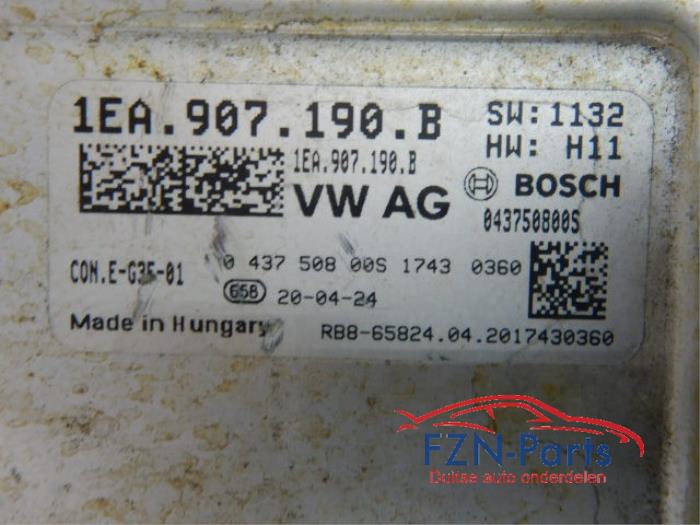 1EA.907.190.B SW:1132
HW: H11
1EA.907.190.B
VW AG BOSCH
043750800S
CON.E-G35-01 0 437 508 00S 1743 0360
658 20-04-24
Made in Hungary RB8-65824.04.2017430360
FZN-Parts
Duitse auto onderdelen